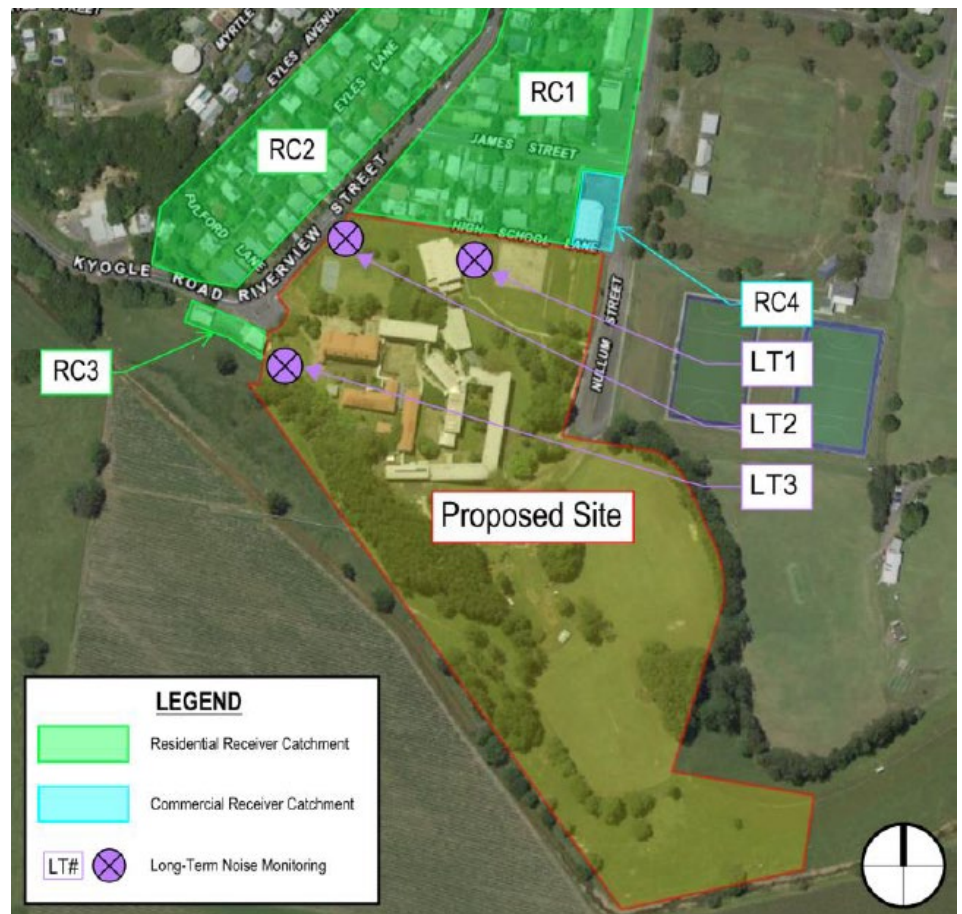 STREET
MYRTLE
EYLES AVENUE
EYLES LANE
RC1
RC2
JAMES STREET
FULFORD LANE
HIGH SCHOOL LANE
KYOGLE ROAD
RIVERVIEW STREET
NULLUM STREET
RC4
RC3
LT1
LT2
LT3
Proposed Site
LEGEND
Residential Receiver Catchment
Commercial Receiver Catchment
LT# Long-Term Noise Monitoring